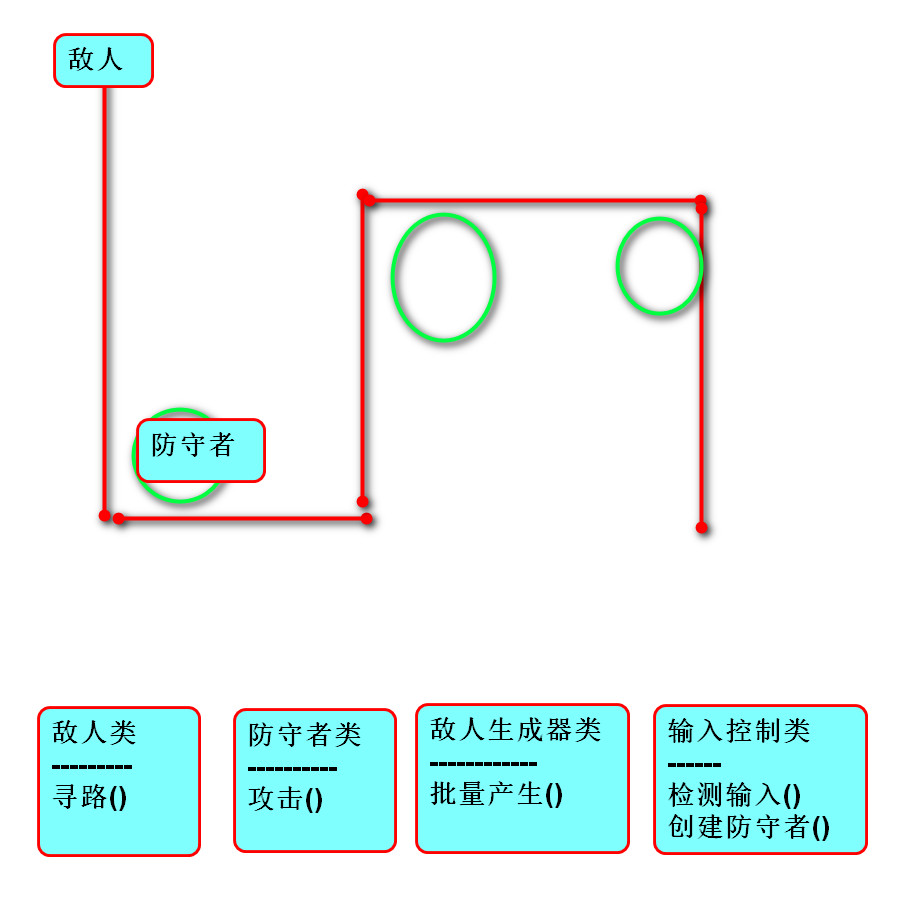 敌人
防守者
敌人类
---------
寻路()
防守者类
----------
攻击()
敌人生成器类
------------
批量产生()
输入控制类
------
检测输入()
创建防守者()